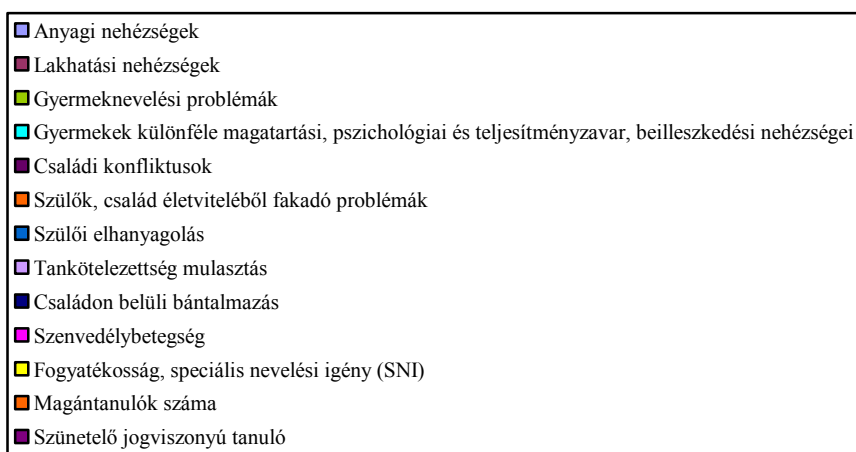 Anyagi nehézségek
Lakhatási nehézségek
Gyermeknevelési problémák
Gyermekek különféle magatartási, pszichológiai és teljesítményzavar, beilleszkedési nehézségei
Családi konfliktusok
Szülők, család életviteléből fakadó problémák
Szülői elhanyagolás
Tankötelezettség mulasztás
Családon belüli bántalmazás
Szenvedélybetegség
Fogyatékosság, speciális nevelési igény (SNI)
Magántanulók száma
Szünetelő jogviszonyú tanuló